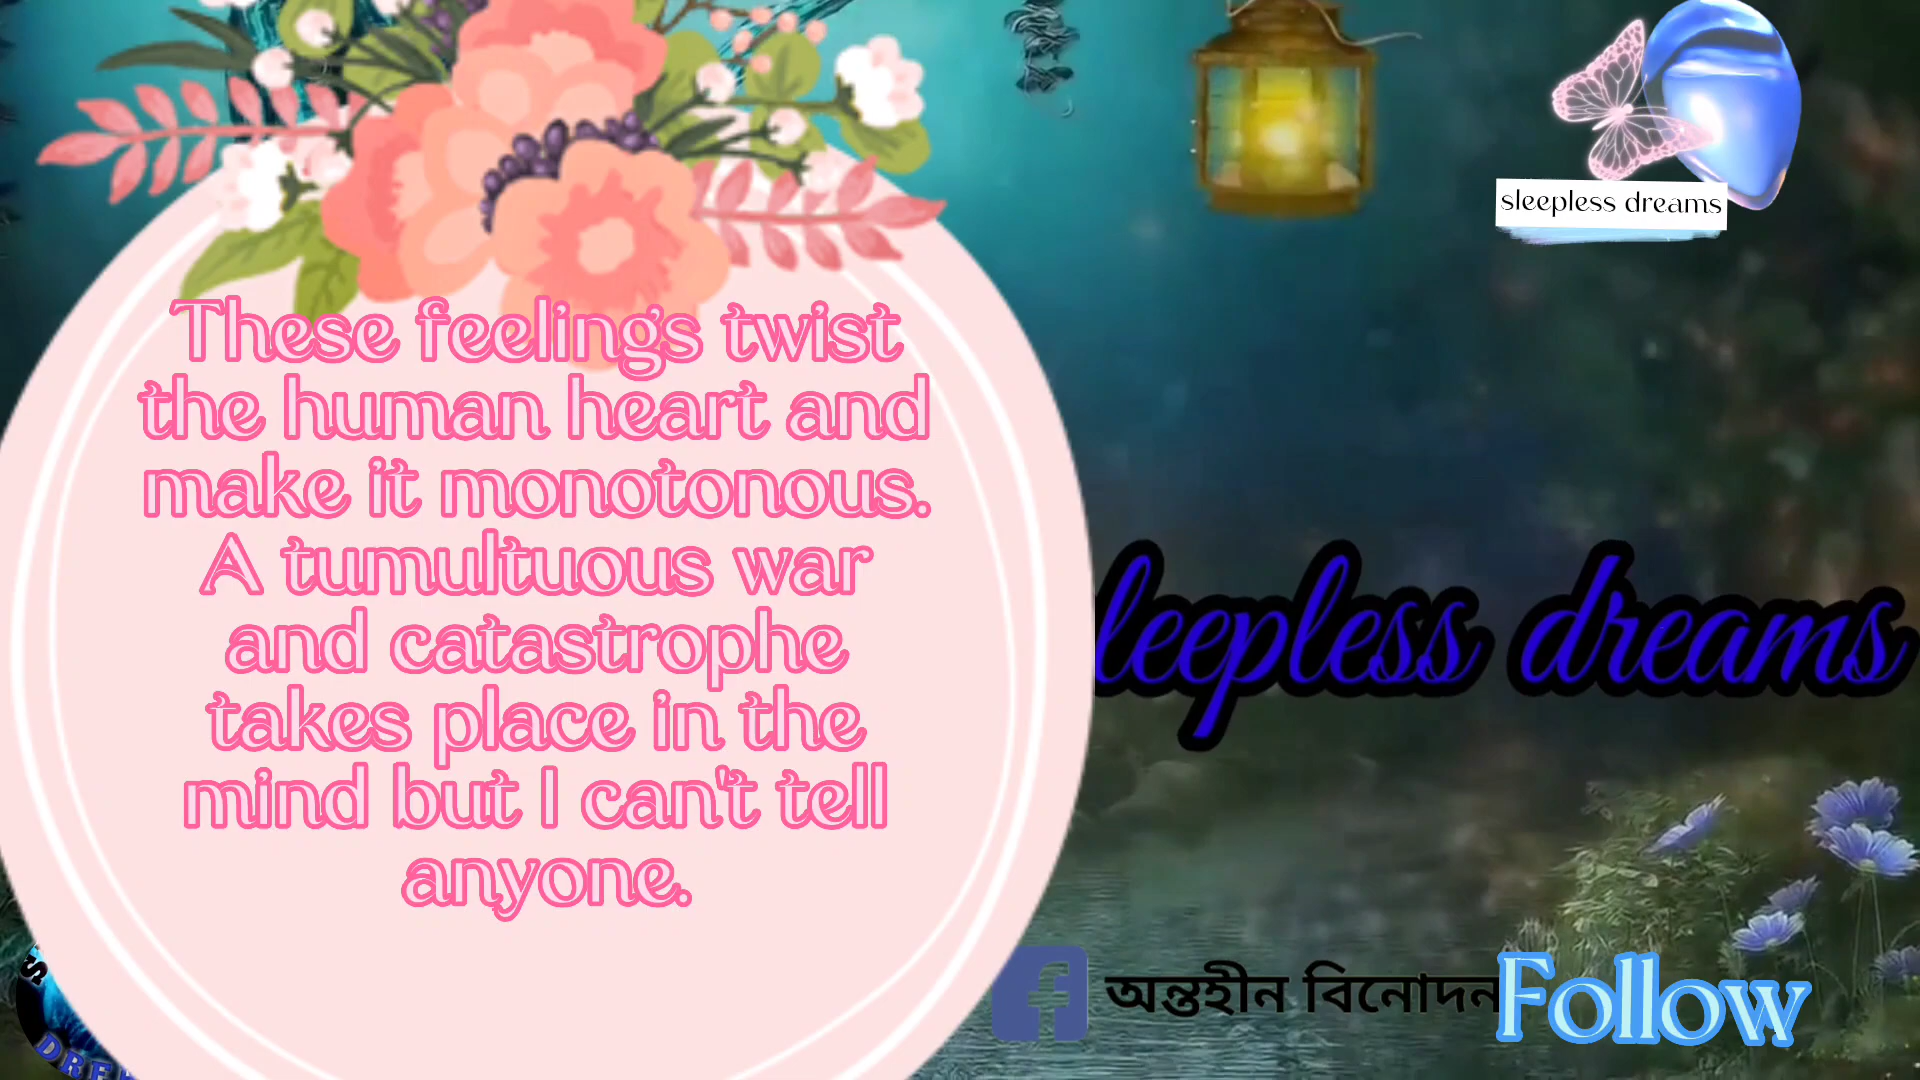 sleepless dreams
These feelings twist
the human heart and
make it monotonous.
A tumultuous war
and catastrophe
takes place in the
mind but I can't tell
anyone.
leepless dreams
অন্তহীন বিনোদন
Follow